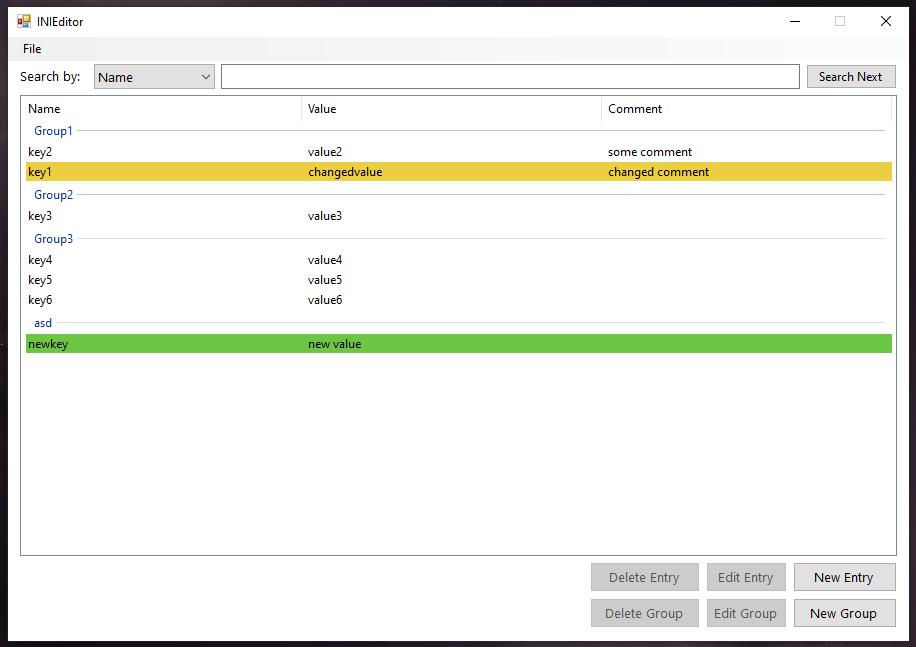 INIEditor
File
Search by: Name Search Next
Name Value Comment
Group1
key2 value2 some comment
key1 changedvalue changed comment
Group2
key3 value3
Group3
key4 value4
key5 value5
key6 value6
asd
newkey new value
Delete Entry Edit Entry New Entry
Delete Group Edit Group New Group